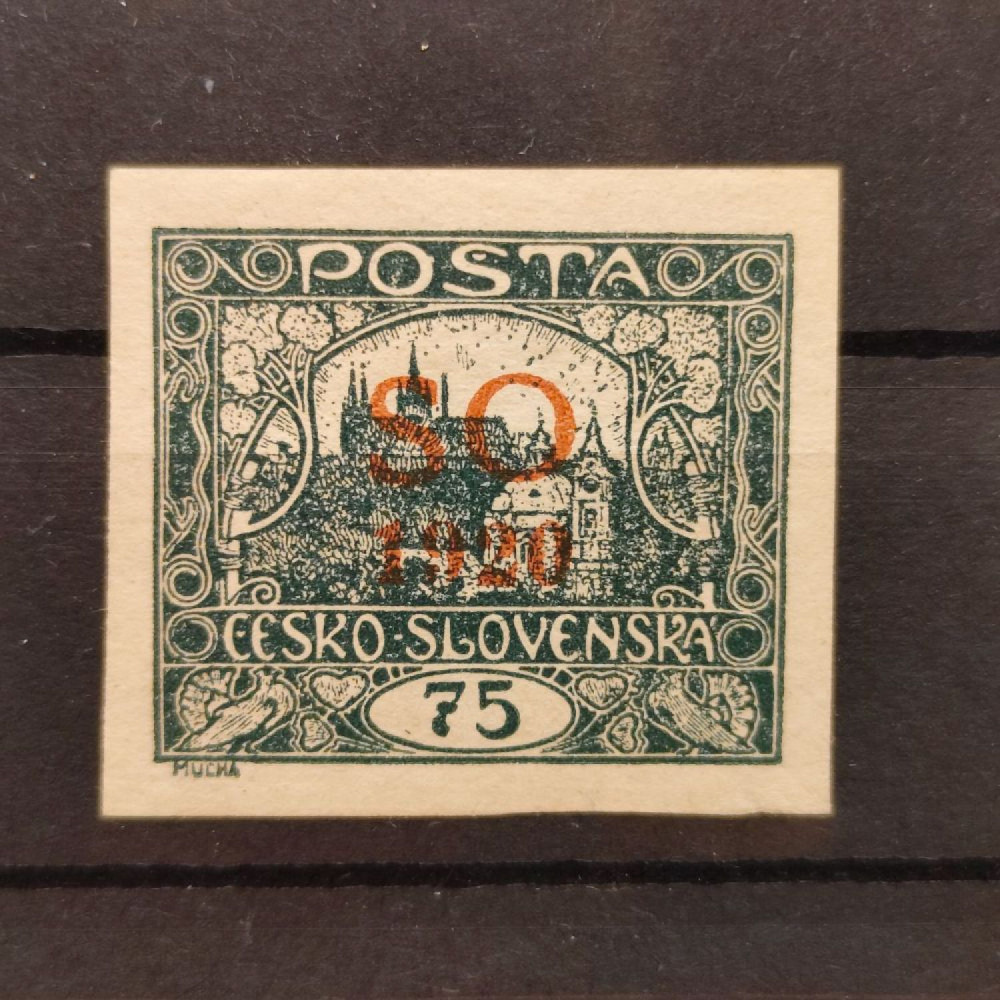 POSTA
SO
1920
ČESKO-SLOVENSKÁ
75
MUCHA